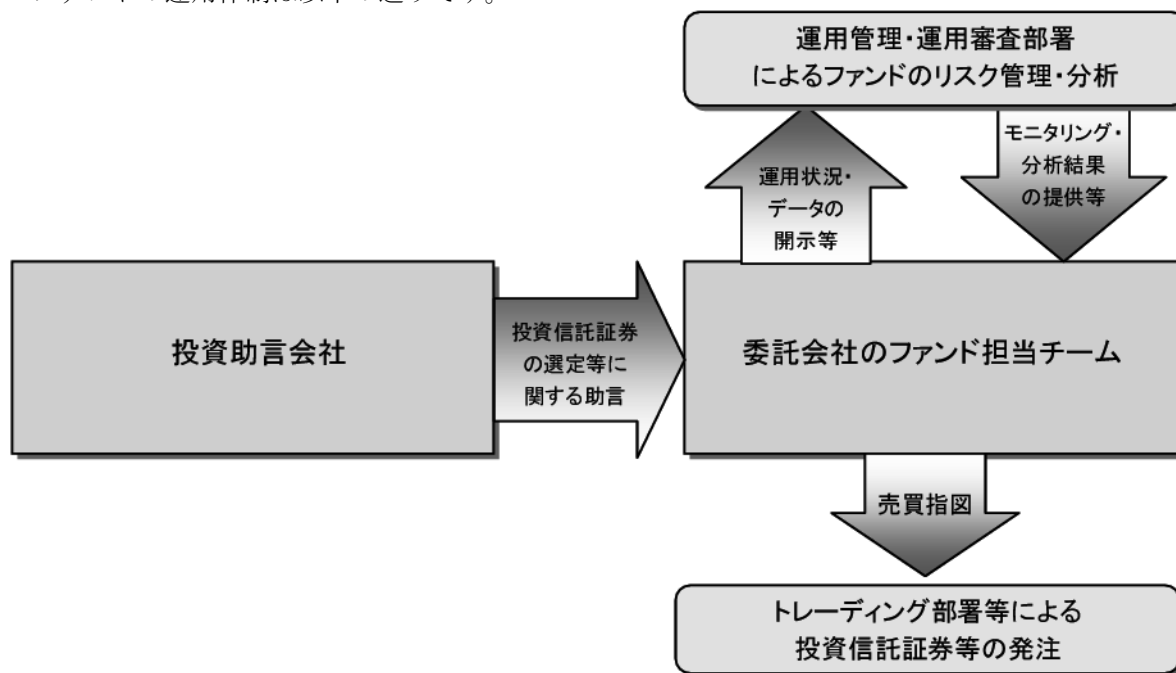 運用管理・運用審査部署
によるファンドのリスク管理・分析
運用状況・
データの
開示等
モニタリング・
分析結果
の提供等
投資助言会社
投資信託証券
の選定等に
関する助言
委託会社のファンド担当チーム
売買指図
トレーディング部署等による
投資信託証券等の発注